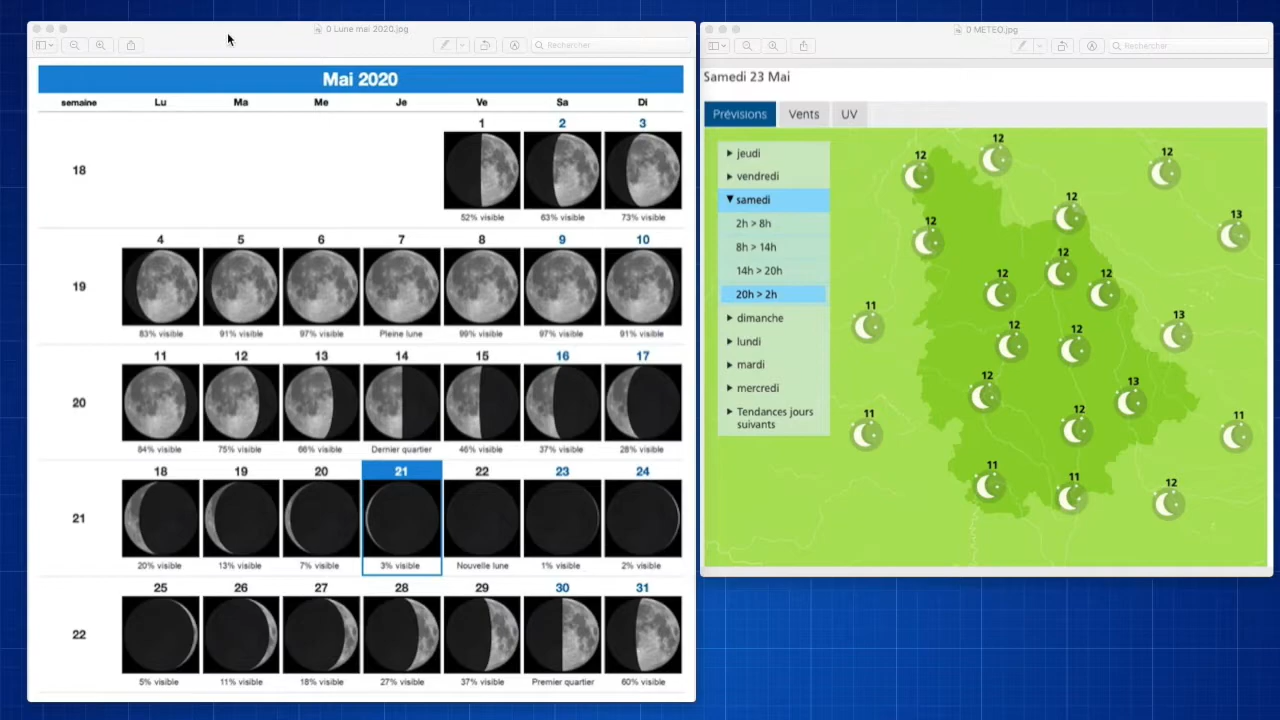 0 Lune mai 2020.jpg
Rechercher
Mai 2020
semaine Lu Ma Me Je Ve Sa Di
1 2 3
18
52% visible 63% visible 73% visible
4 5 6 7 8 9 10
19
83% visible 91% visible 97% visible Pleine lune 99% visible 97% visible 91% visible
11 12 13 14 15 16 17
20
84% visible 75% visible 66% visible Dernier quartier 46% visible 37% visible 28% visible
18 19 20 21 22 23 24
21
20% visible 13% visible 7% visible 3% visible Nouvelle lune 1% visible 2% visible
25 26 27 28 29 30 31
22
5% visible 11% visible 18% visible 27% visible 37% visible Premier quartier 60% visible
0 METEO.jpg
Rechercher
Samedi 23 Mai
Prévisions Vents UV
jeudi
vendredi
samedi
2h > 8h
8h > 14h
14h > 20h
20h > 2h
dimanche
lundi
mardi
mercredi
Tendances jours
suivants
12
12
12
12
12
12
13
12
12
12
11
13
12
12
12
13
11
12
11
11
11
12